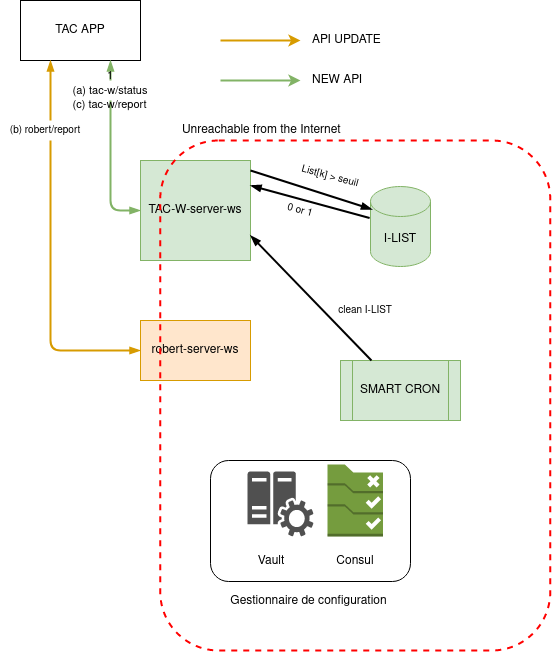 TAC APP
API UPDATE
NEW API
1
(a) tac-w/status
(c) tac-w/report
(b) robert/report
Unreachable from the Internet
List[k] > seuil
TAC-W-server-ws
0 or 1
I-LIST
clean I-LIST
robert-server-ws
SMART CRON
Vault
Consul
Gestionnaire de configuration